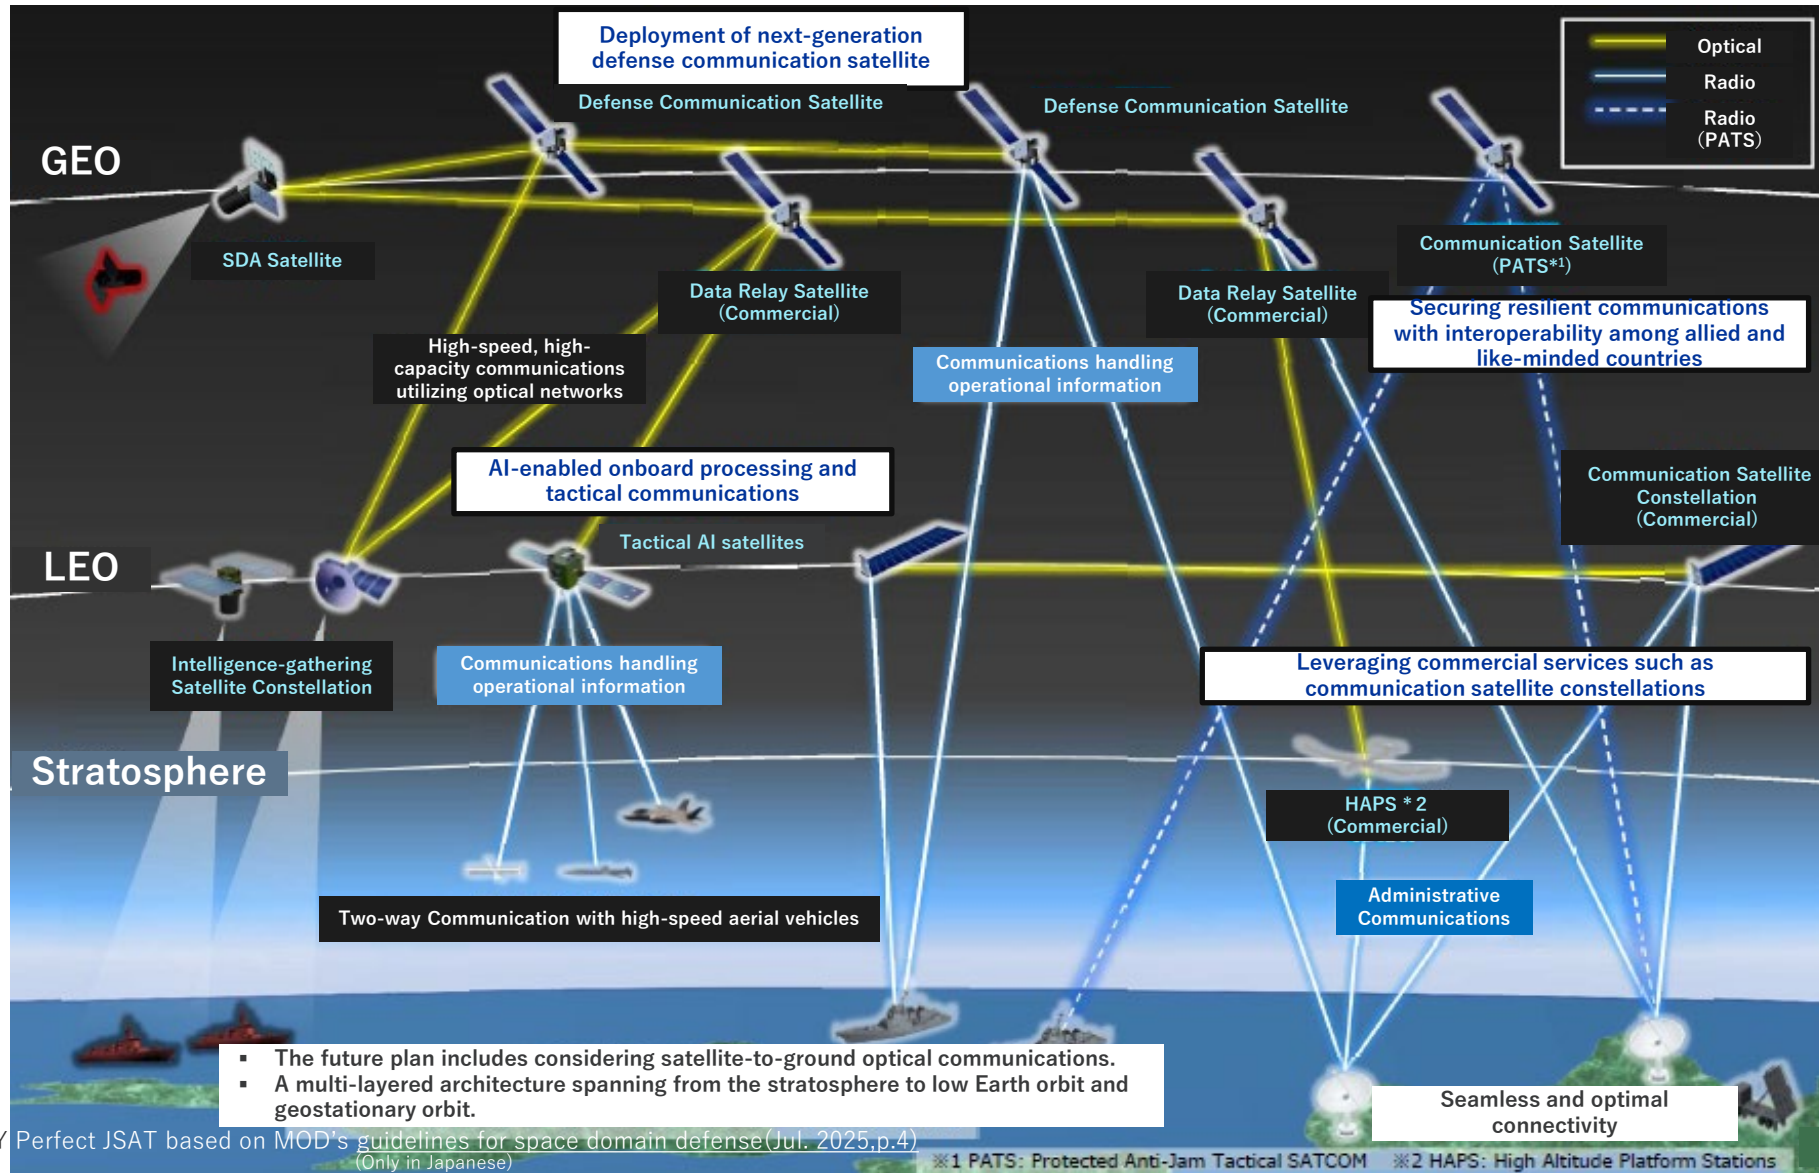 Deployment of next-generation
defense communication satellite
Optical
Radio
Radio
(PATS)
Defense Communication Satellite
Defense Communication Satellite
GEO
SDA Satellite
Communication Satellite
(PATS*1)
Data Relay Satellite
(Commercial)
Data Relay Satellite
(Commercial)
Securing resilient communications
with interoperability among allied and
like-minded countries
High-speed, high-
capacity communications
utilizing optical networks
Communications handling
operational information
AI-enabled onboard processing and
tactical communications
Communication Satellite
Constellation
(Commercial)
Tactical AI satellites
LEO
Intelligence-gathering
Satellite Constellation
Communications handling
operational information
Leveraging commercial services such as
communication satellite constellations
Stratosphere
HAPS *2
(Commercial)
Two-way Communication with high-speed aerial vehicles
Administrative
Communications
▪ The future plan includes considering satellite-to-ground optical communications.
▪ A multi-layered architecture spanning from the stratosphere to low Earth orbit and
geostationary orbit.
Seamless and optimal
connectivity
Y Perfect JSAT based on MOD's guidelines for space domain defense(Jul. 2025,p.4)
(Only in Japanese)
※1 PATS: Protected Anti-Jam Tactical SATCOM ※2 HAPS: High Altitude Platform Stations